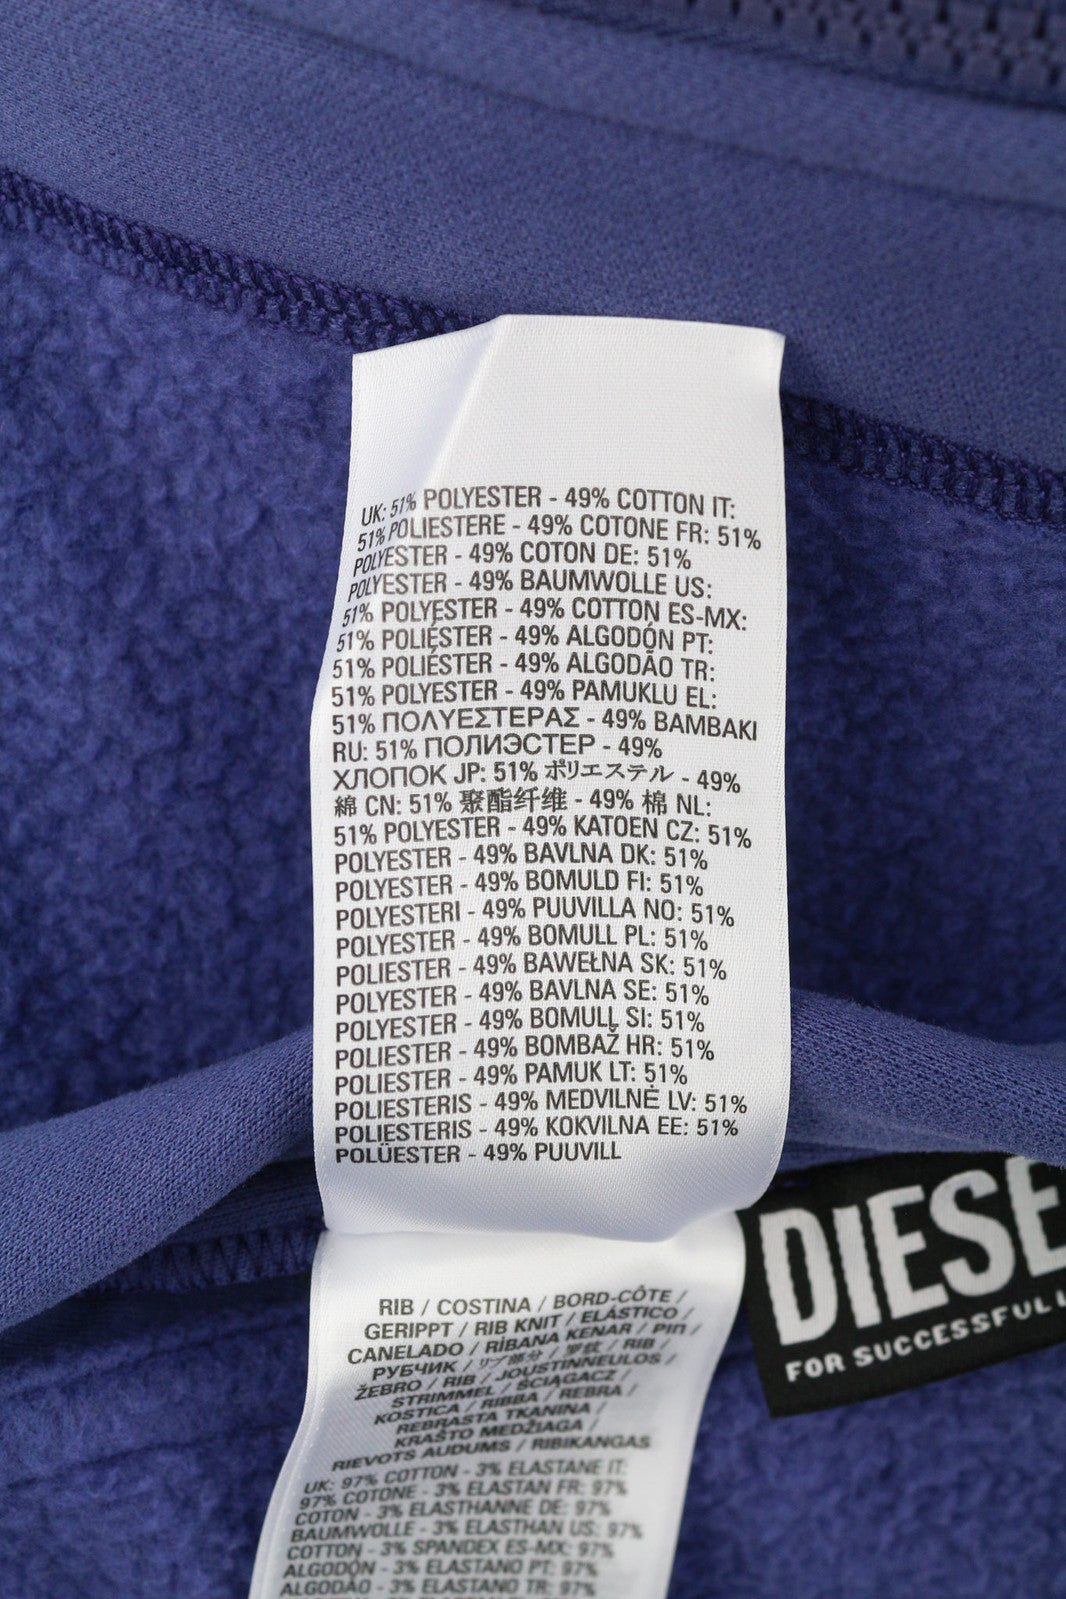 UK: 51% POLYESTER - 49% COTTON IT:
51% POLIESTERE - 49% COTONE FR: 51%
POLYESTER - 49% COTON DE: 51%
POLYESTER - 49% BAUMWOLLE US:
51% POLYESTER - 49% COTTON ES-MX:
51% POLIÉSTER - 49% ALGODÓN PT:
51% POLIÉSTER - 49% ALGODÃO TR:
51% POLYESTER - 49% PAMUKLU EL:
51% ΠΟΛΥΕΣΤΕΡΑΣ - 49% ΒΑΜΒΑΚΙ
RU: 51% ПОЛИЭСТЕР - 49%
ХЛОПОК JP: 51% ポリエステル - 49%
綿 CN: 51% 聚酯纤维 - 49% 棉 NL:
51% POLYESTER - 49% KATOEN CZ: 51%
POLYESTER - 49% BAVLNA DK: 51%
POLYESTER - 49% BOMULD FI: 51%
POLYESTERI - 49% PUUVILLA NO: 51%
POLYESTER - 49% BOMULL PL: 51%
POLIESTER - 49% BAWEŁNA SK: 51%
POLYESTER - 49% BAVLNA SE: 51%
POLYESTER - 49% BOMULL SI: 51%
POLIESTER - 49% BOMBAŽ HR: 51%
POLIESTER - 49% PAMUK LT: 51%
POLIESTERIS - 49% MEDVILNĖ LV: 51%
POLIESTERIS - 49% KOKVILNA EE: 51%
POLÜESTER - 49% PUUVILL
DIESE
FOR SUCCESSFUL L
RIB / COSTINA / BORD-CÔTE /
GERIPPT / RIB KNIT / ELÁSTICO /
CANELADO / RİBANA KENAR / ΡΙΠ /
РУБЧИК / リブ部分 / 罗纹 / RIB /
ŽEBRO / RIB / JOUSTINNEULOS /
STRIMMEL / ŚCIĄGACZ /
KOSTICA / RIBBA / REBRA /
REBRASTA TKANINA /
KRAŠTO MEDŽIAGA /
RIEVOTS AUDUMS / RIBIKANGAS
UK: 97% COTTON - 3% ELASTANE IT:
97% COTONE - 3% ELASTAN FR: 97%
COTON - 3% ELASTHANNE DE: 97%
BAUMWOLLE - 3% ELASTHAN US: 97%
COTTON - 3% SPANDEX ES-MX: 97%
ALGODÓN - 3% ELASTANO PT: 97%
ALGODÃO - 3% ELASTANO TR: 97%